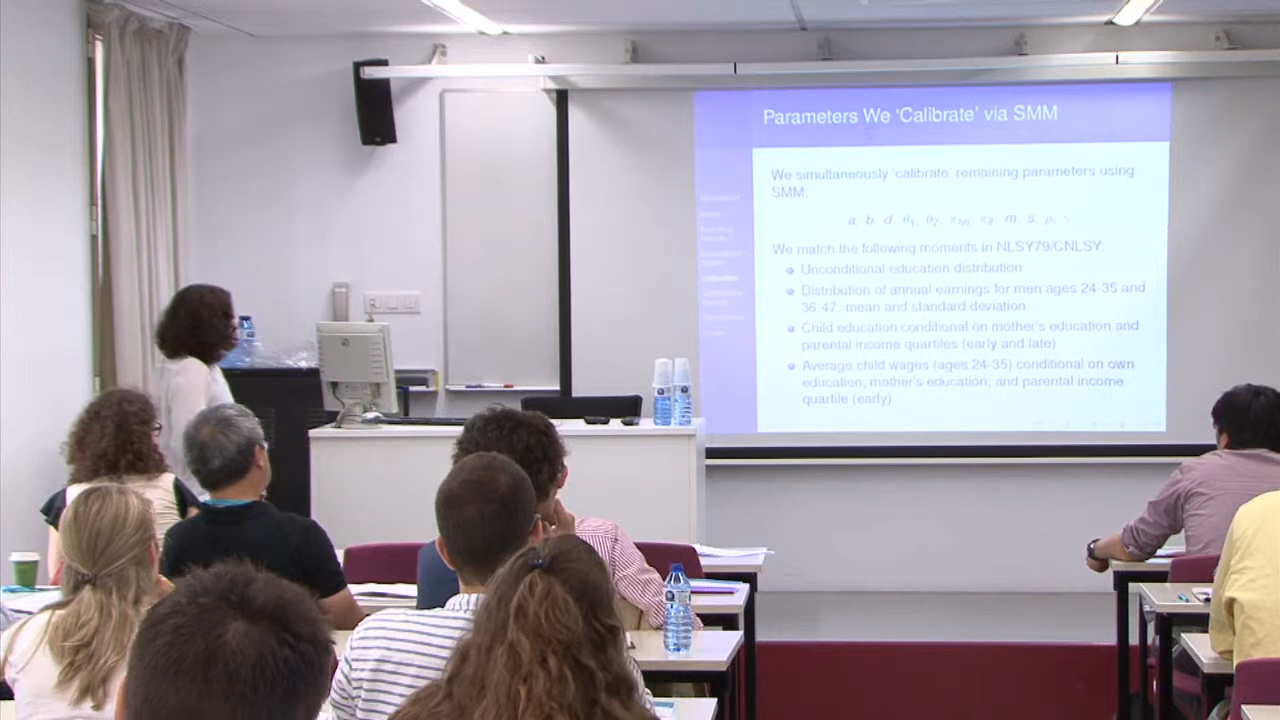 Parameters We 'Calibrate' via SMM
We simultaneously 'calibrate' remaining parameters using
SMM:
a, b, d, θ₁, θ₂, m, s, ρ, γ
We match the following moments in NLSY79/CNLSY:
Unconditional education distribution
Distribution of annual earnings for men ages 24-35 and
36-47: mean and standard deviation
Child education conditional on mother's education and
parental income quartiles (early and late)
Average child wages (ages 24-35) conditional on own
education, mother's education, and parental income
quartile (early)